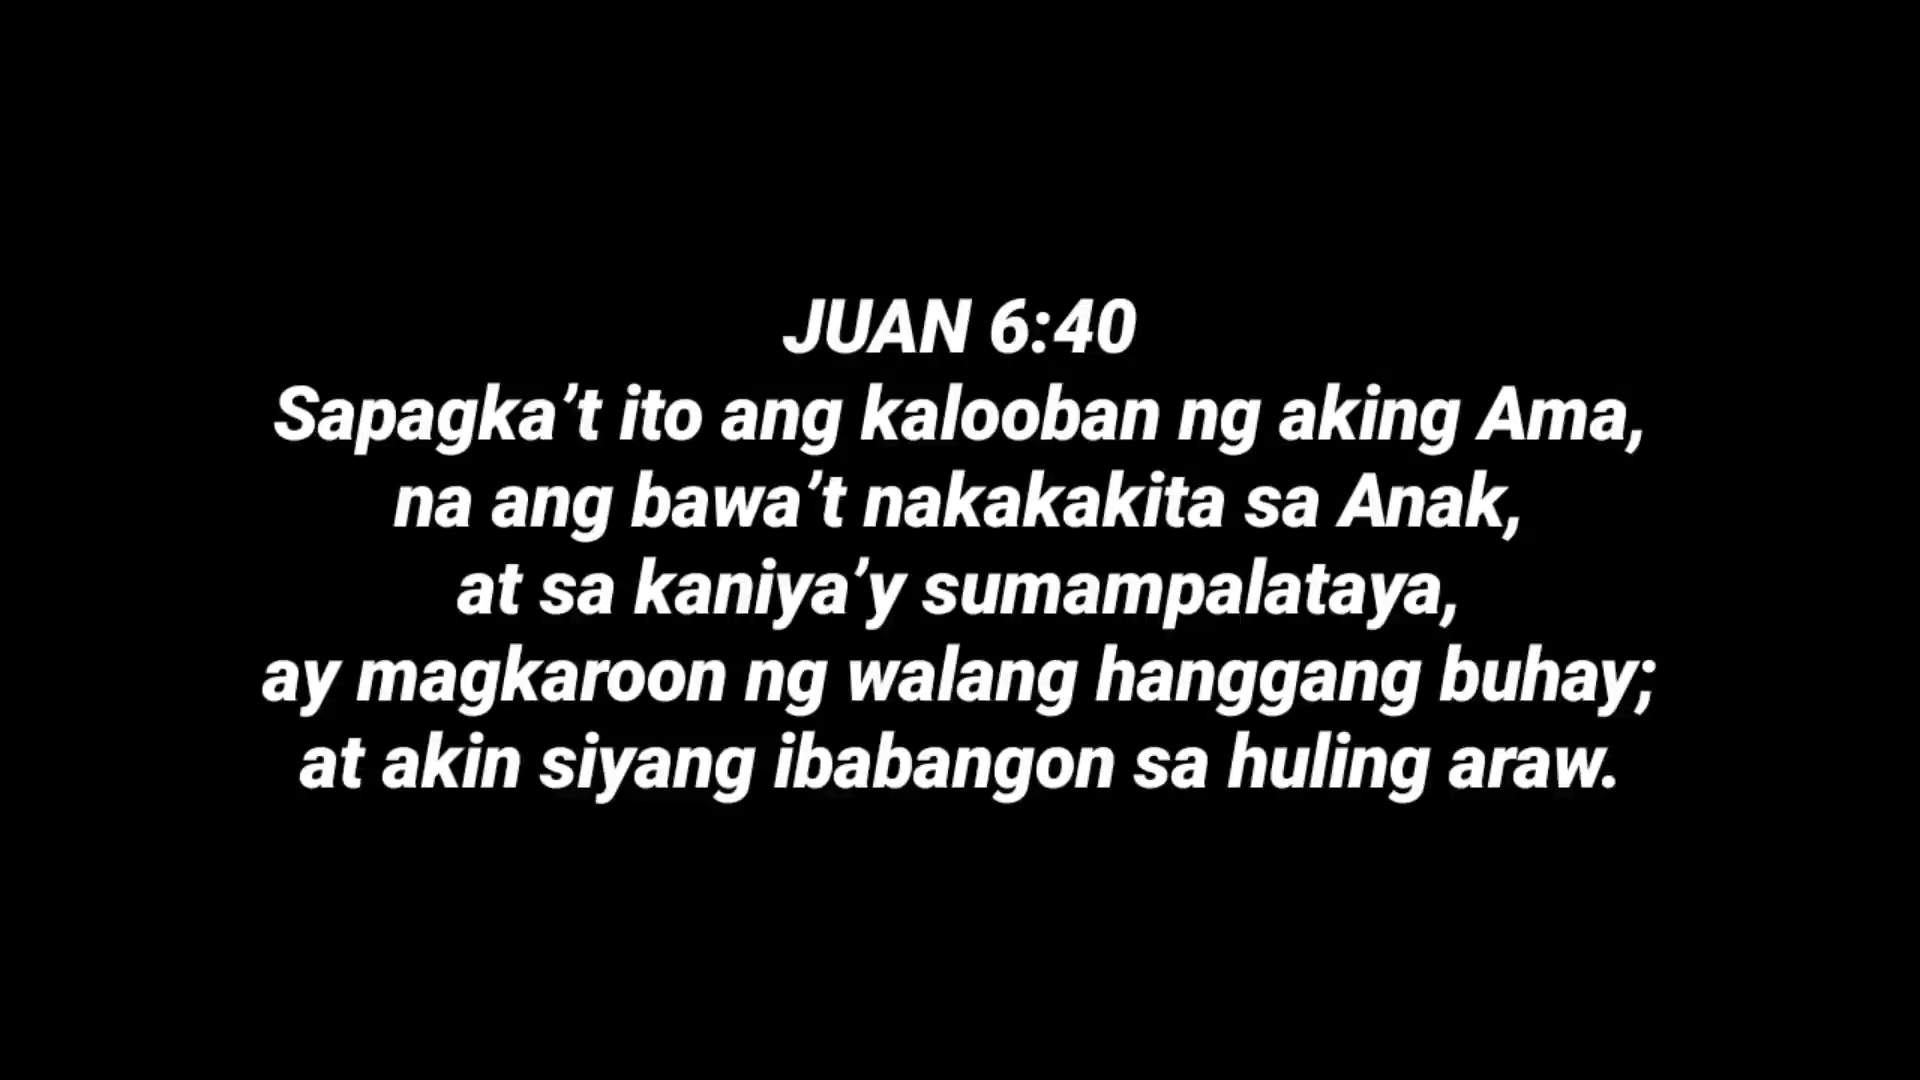 JUAN 6:40
Sapagka’t ito ang kalooban ng aking Ama,
na ang bawa’t nakakakita sa Anak,
at sa kaniya’y sumampalataya,
ay magkaroon ng walang hanggang buhay;
at akin siyang ibabangon sa huling araw.